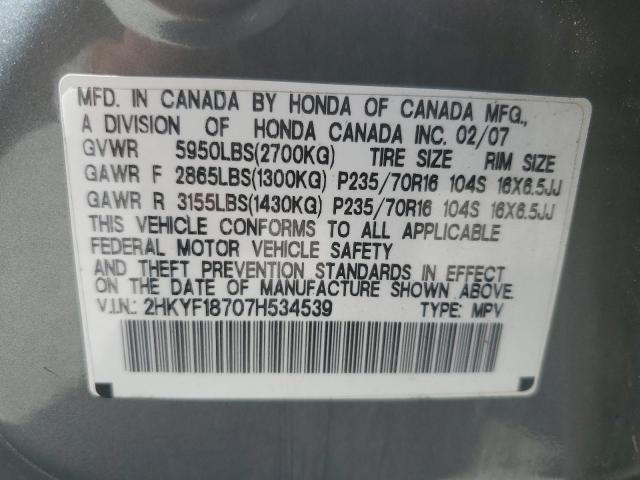 MFD. IN CANADA BY HONDA OF CANADA MFG.,
A DIVISION OF HONDA CANADA INC. 02/07
GVWR 5950LBS(2700KG) TIRE SIZE RIM SIZE
GAWR F 2865LBS(1300KG) P235/70R16 104S 16X6.5JJ
GAWR R 3155LBS(1430KG) P235/70R16 104S 16X6.5JJ
THIS VEHICLE CONFORMS TO ALL APPLICABLE
FEDERAL MOTOR VEHICLE SAFETY
AND THEFT PREVENTION STANDARDS IN EFFECT
ON THE DATE OF MANUFACTURE SHOWN ABOVE.
V.I.N.: 2HKYF18707H534539 TYPE: MPV